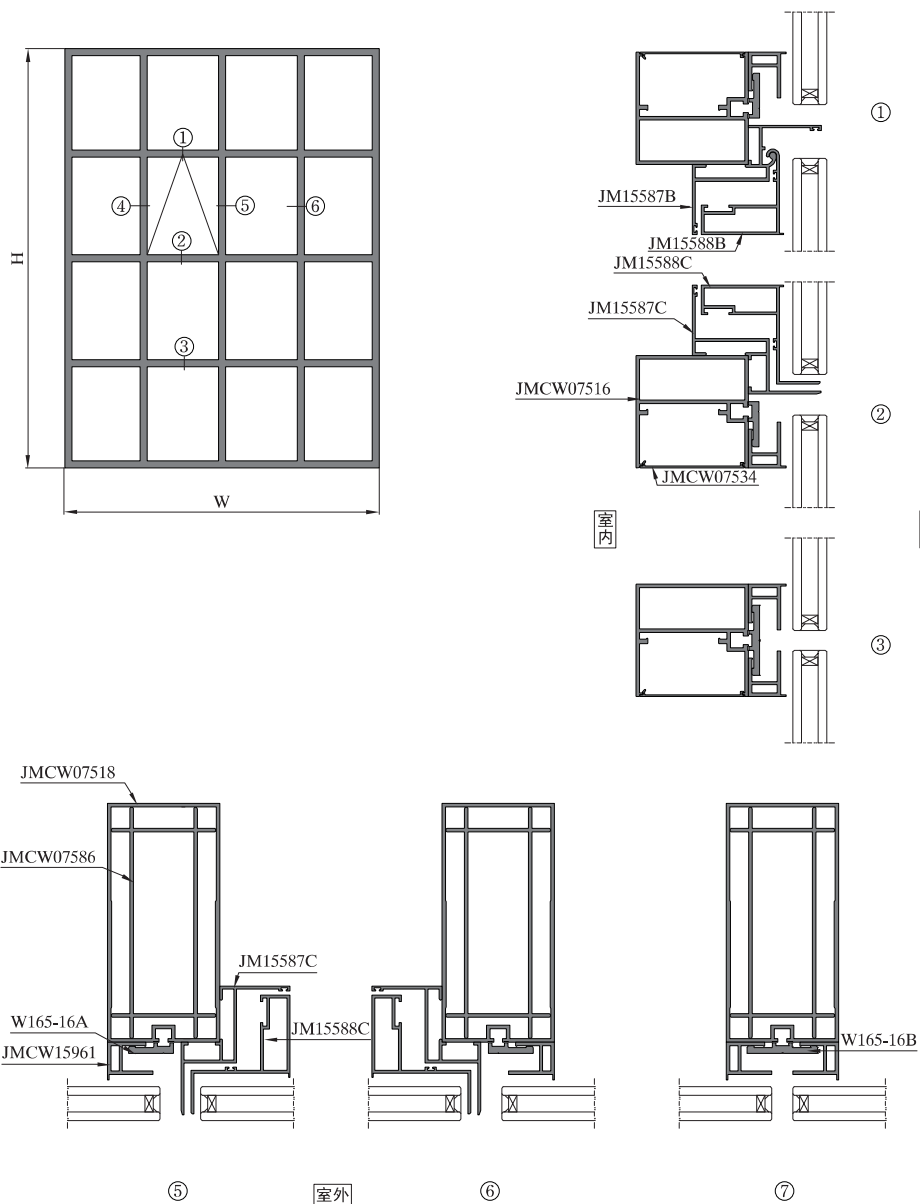 H
W
①
②
③
④
⑤
⑥
JM15587B
JM15588B
①
JM15588C
JM15587C
JMCW07516
JMCW07534
②
室内
③
JMCW07518
JMCW07586
JM15587C
W165-16A
JMCW15961
JM15588C
W165-16B
⑤
室外
⑥
⑦